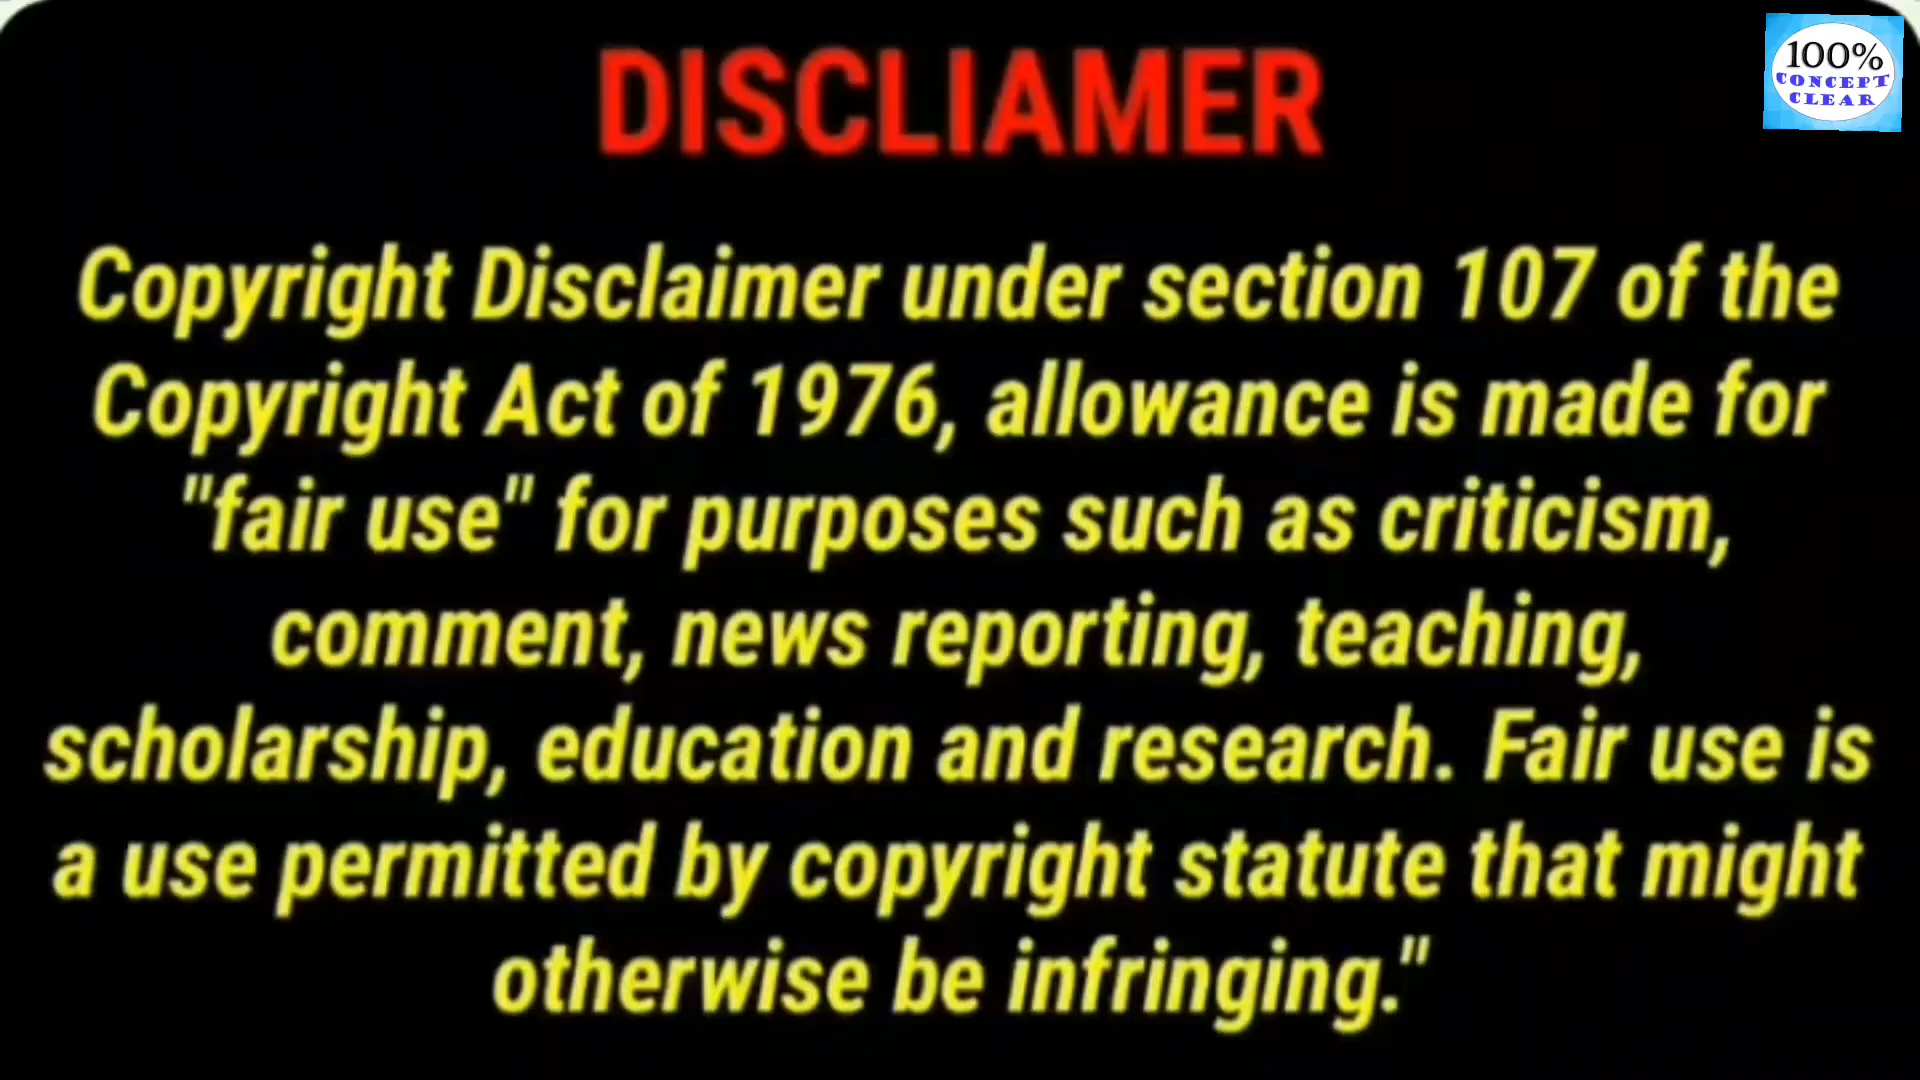 DISCLIAMER
100%
CONCEPT
CLEAR
Copyright Disclaimer under section 107 of the
Copyright Act of 1976, allowance is made for
"fair use" for purposes such as criticism,
comment, news reporting, teaching,
scholarship, education and research. Fair use is
a use permitted by copyright statute that might
otherwise be infringing."